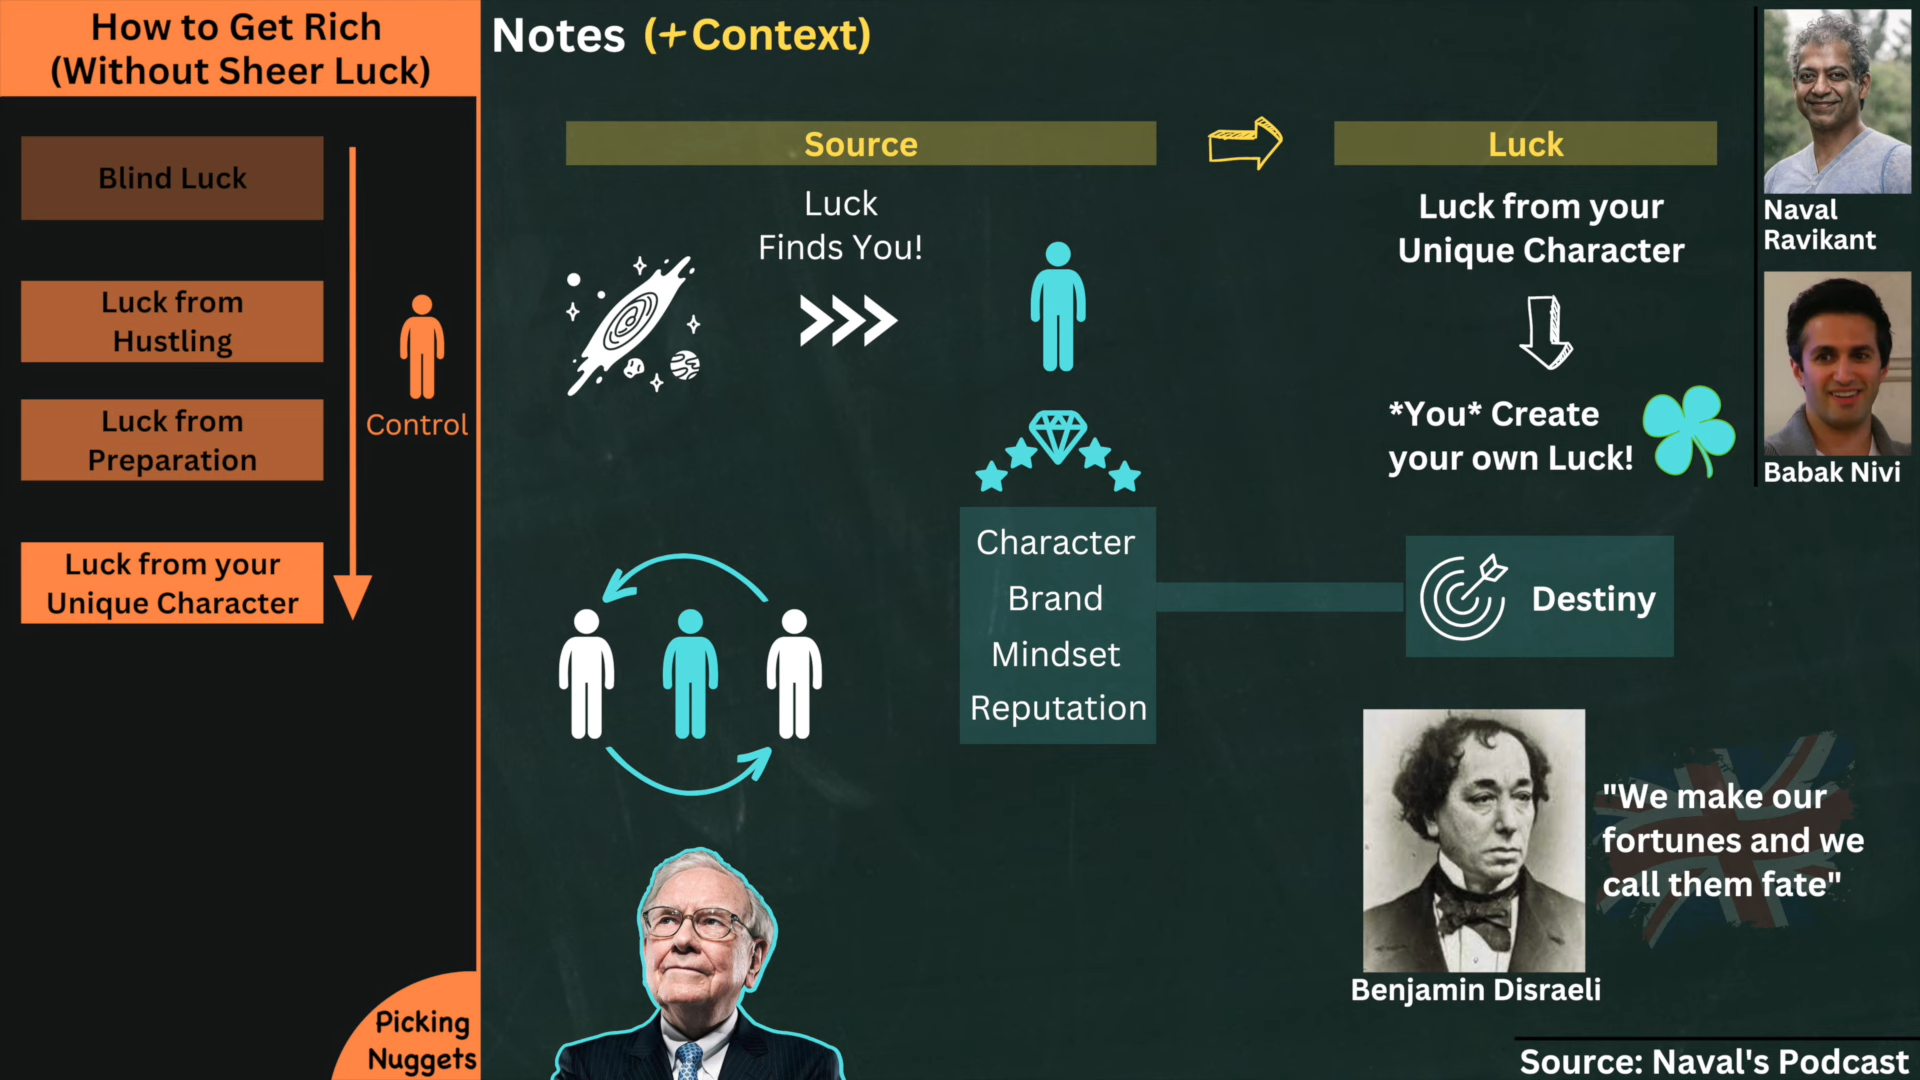 How to Get Rich
(Without Sheer Luck)
Blind Luck
Luck from
Hustling
Luck from
Preparation
Luck from your
Unique Character
Control
Picking
Nuggets
Notes (+Context)
Source
Luck
Finds You!
Character
Brand
Mindset
Reputation
Luck
Luck from your
Unique Character
*You* Create
your own Luck!
Destiny
"We make our
fortunes and we
call them fate"
Benjamin Disraeli
Naval
Ravikant
Babak Nivi
Source: Naval's Podcast